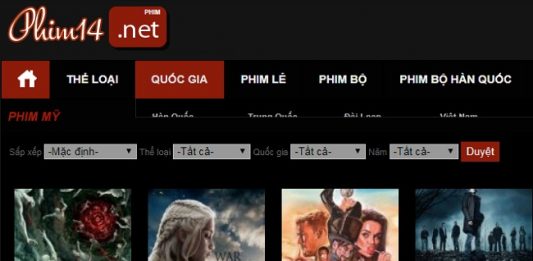 PHIM
Phim14 .net
THỂ LOẠI QUỐC GIA PHIM LẺ PHIM BỘ PHIM BỘ HÀN QUỐC
Hàn Quốc Trung Quốc Đài Loan Việt Nam
PHIM MỸ
Sắp xếp -Mặc định- Thể loại -Tất cả- Quốc gia -Tất cả- Năm -Tất cả- Duyệt
WAR